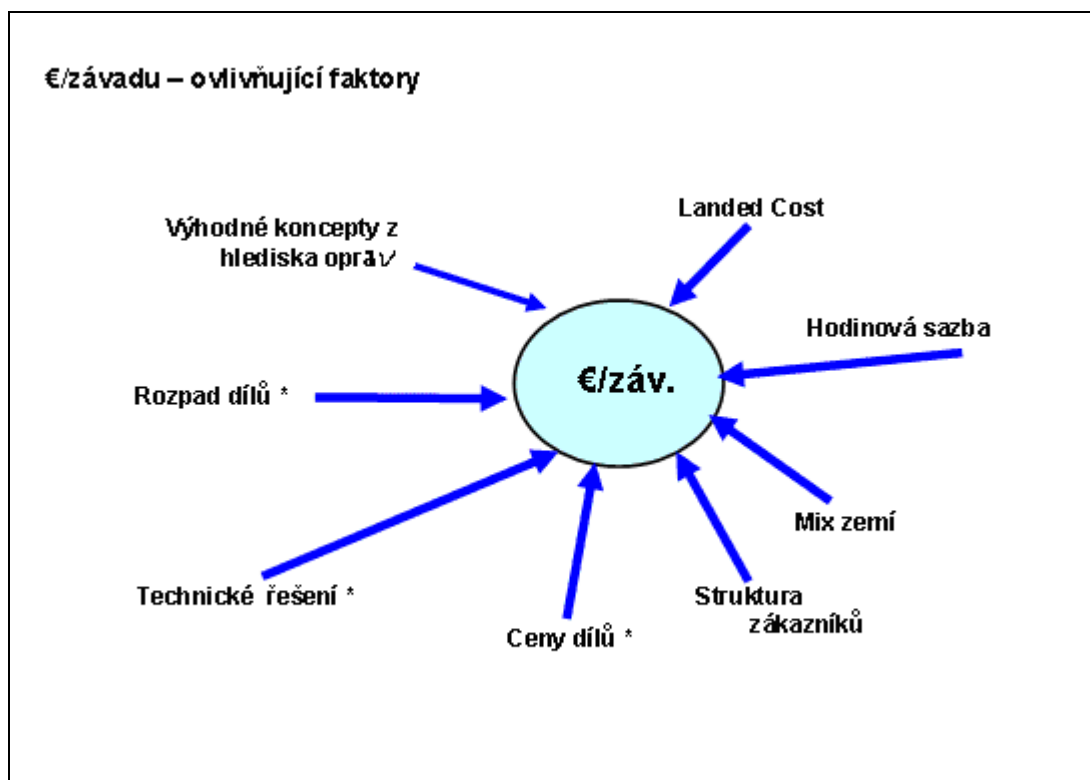 €/závadu – ovlivňující faktory
Landed Cost
Výhodné koncepty z
hlediska oprav
Hodinová sazba
€/záv.
Rozpad dílů *
Mix zemí
Technické řešení *
Struktura
zákazníků
Ceny dílů *